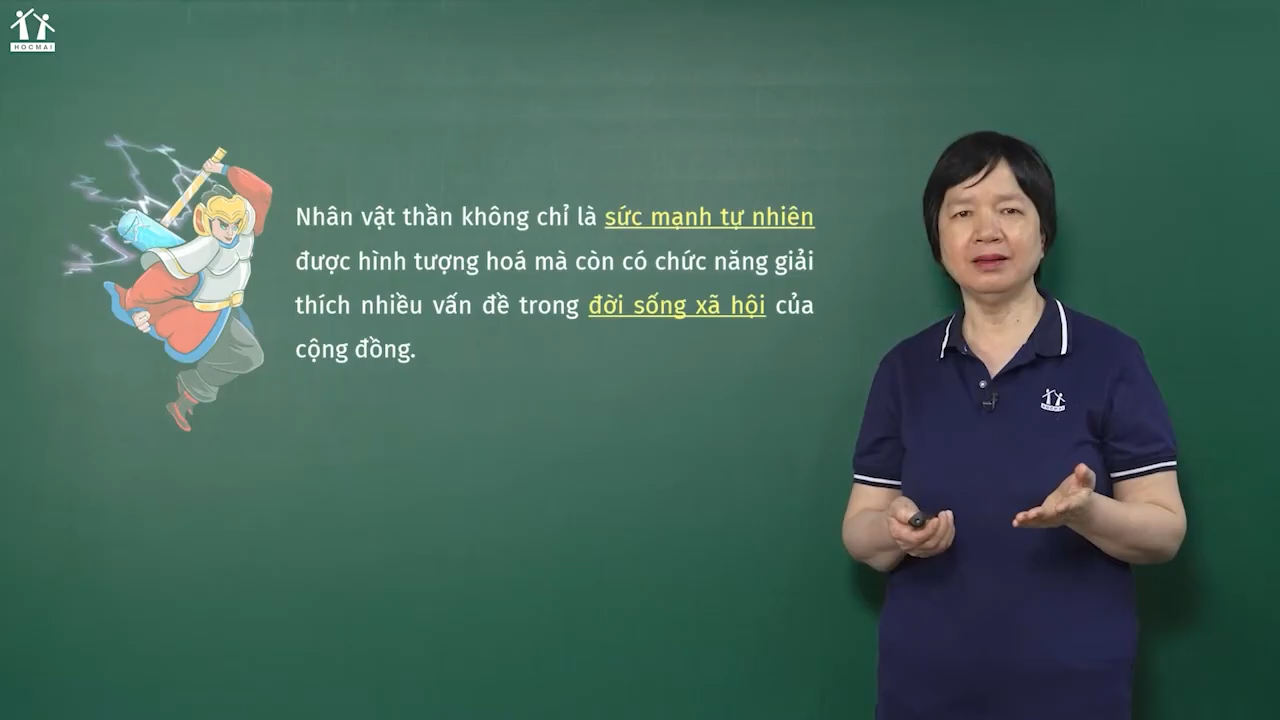 HOCMAI
Nhân vật thần không chỉ là sức mạnh tự nhiên
được hình tượng hoá mà còn có chức năng giải
thích nhiều vấn đề trong đời sống xã hội của
cộng đồng.
HOCMAI